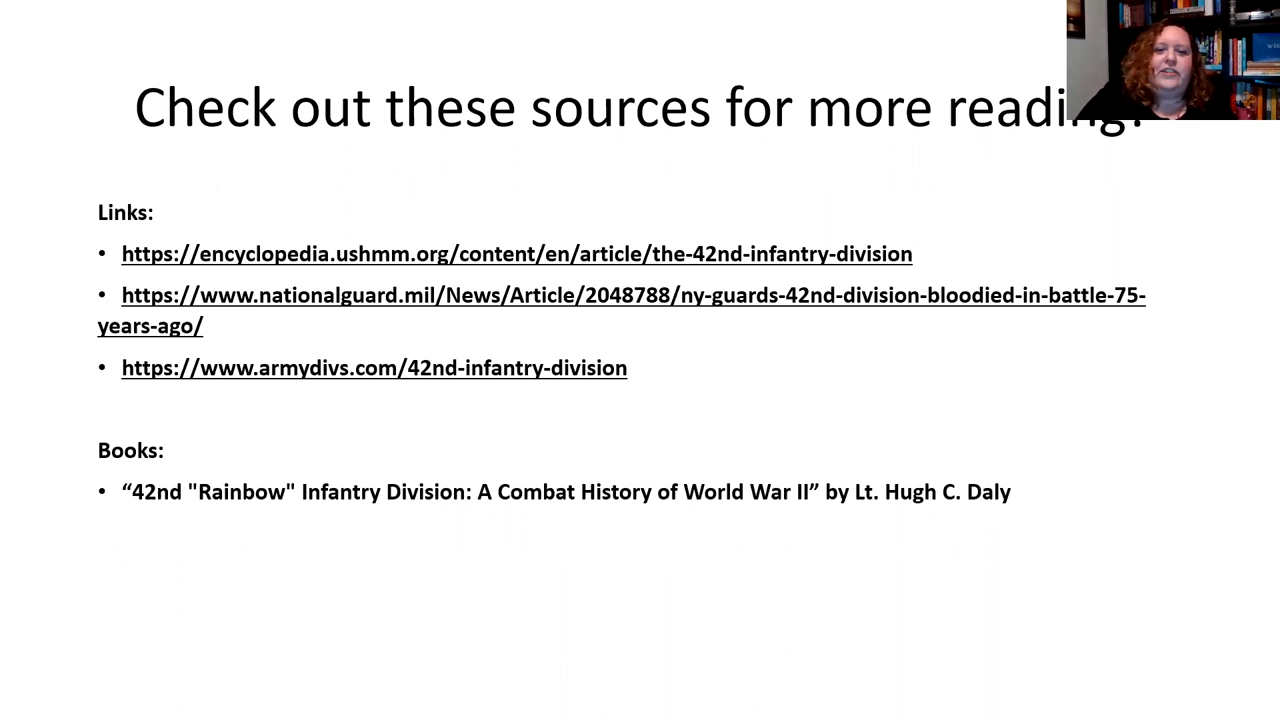 Check out these sources for more reading!
Links:
• https://encyclopedia.ushmm.org/content/en/article/the-42nd-infantry-division
• https://www.nationalguard.mil/News/Article/2048788/ny-guards-42nd-division-bloodied-in-battle-75-
years-ago/
• https://www.armydivs.com/42nd-infantry-division
Books:
• “42nd "Rainbow" Infantry Division: A Combat History of World War II” by Lt. Hugh C. Daly